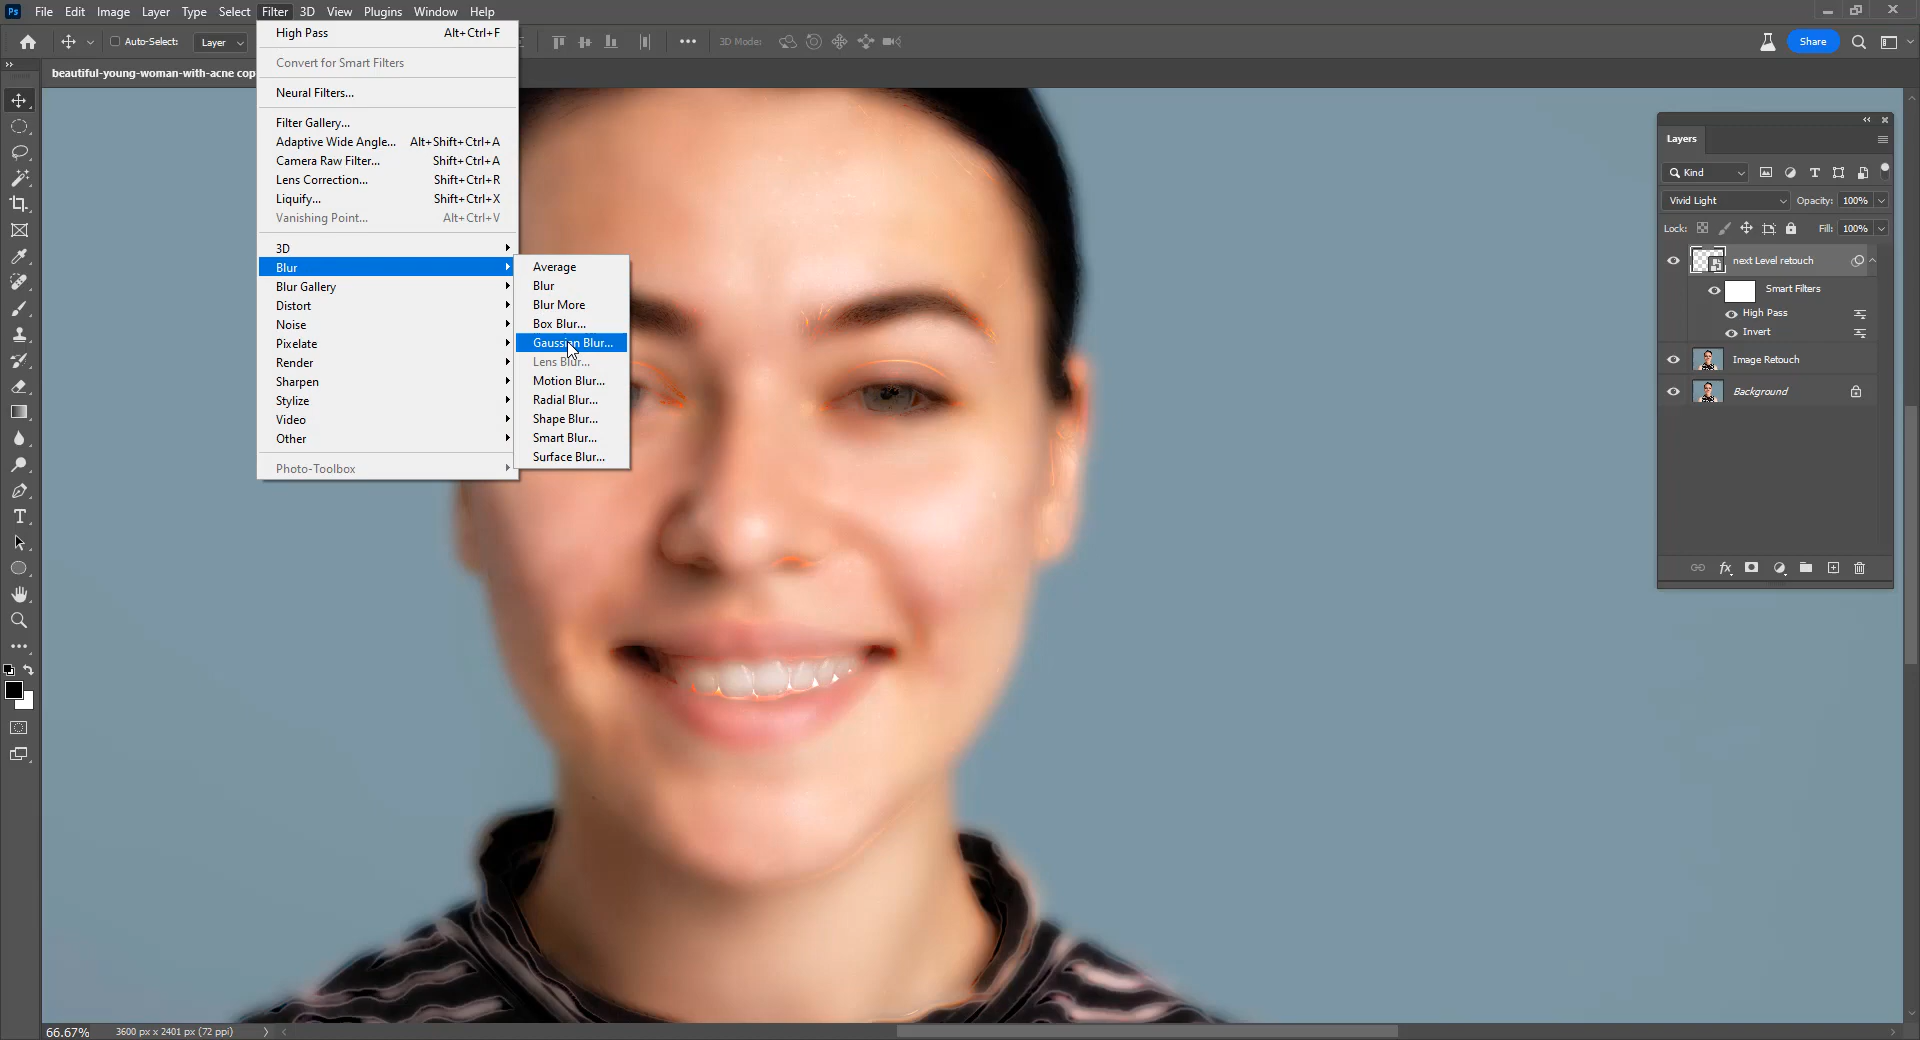 Ps File Edit Image Layer Type Select Filter 3D View Plugins Window Help
Auto-Select: Layer 3D Mode: Share
beautiful-young-woman-with-acne cop
High Pass Alt+Ctrl+F
Convert for Smart Filters
Neural Filters...
Filter Gallery...
Adaptive Wide Angle... Alt+Shift+Ctrl+A
Camera Raw Filter... Shift+Ctrl+A
Lens Correction... Shift+Ctrl+R
Liquify... Shift+Ctrl+X
Vanishing Point... Alt+Ctrl+V
3D
Blur
Blur Gallery
Distort
Noise
Pixelate
Render
Sharpen
Stylize
Video
Other
Photo-Toolbox
Average
Blur
Blur More
Box Blur...
Gaussian Blur...
Lens Blur...
Motion Blur...
Radial Blur...
Shape Blur...
Smart Blur...
Surface Blur...
Layers
Kind
Vivid Light Opacity: 100%
Lock: Fill: 100%
next Level retouch
Smart Filters
High Pass
Invert
Image Retouch
Background
fx
66.67% 3600 px x 2401 px (72 ppi)